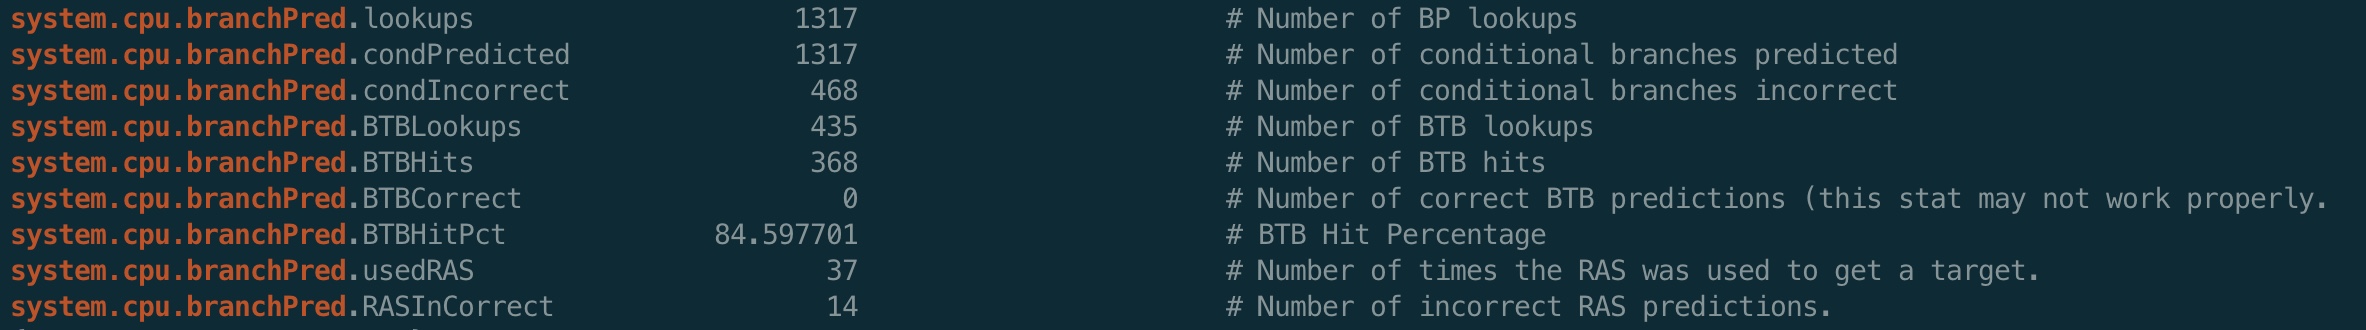 system.cpu.branchPred.lookups 1317 # Number of BP lookups
system.cpu.branchPred.condPredicted 1317 # Number of conditional branches predicted
system.cpu.branchPred.condIncorrect 468 # Number of conditional branches incorrect
system.cpu.branchPred.BTBLookups 435 # Number of BTB lookups
system.cpu.branchPred.BTBHits 368 # Number of BTB hits
system.cpu.branchPred.BTBCorrect 0 # Number of correct BTB predictions (this stat may not work properly.
system.cpu.branchPred.BTBHitPct 84.597701 # BTB Hit Percentage
system.cpu.branchPred.usedRAS 37 # Number of times the RAS was used to get a target.
system.cpu.branchPred.RASInCorrect 14 # Number of incorrect RAS predictions.